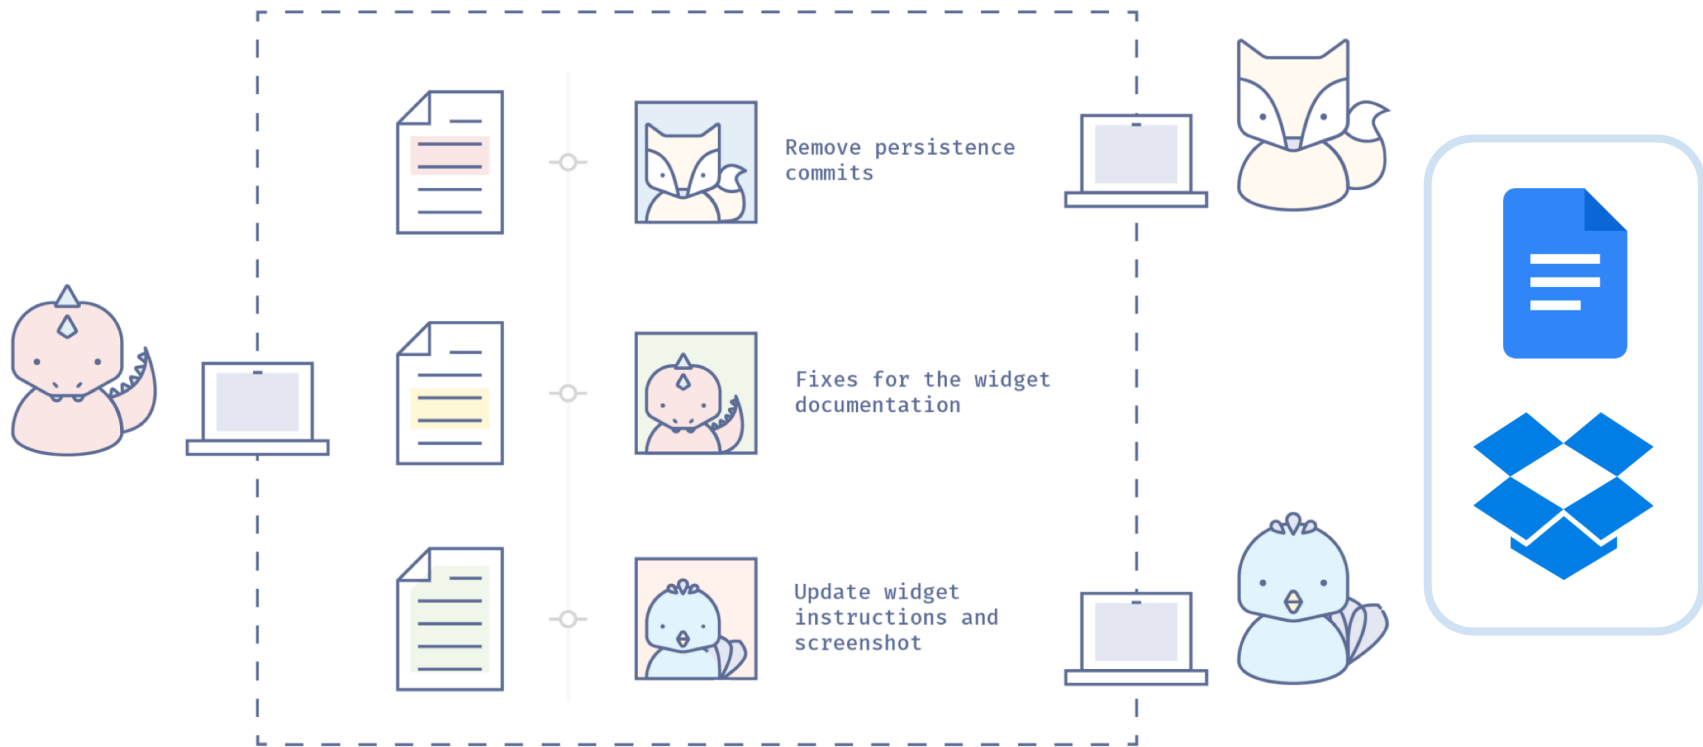 Remove persistence
commits
Fixes for the widget
documentation
Update widget
instructions and
screenshot